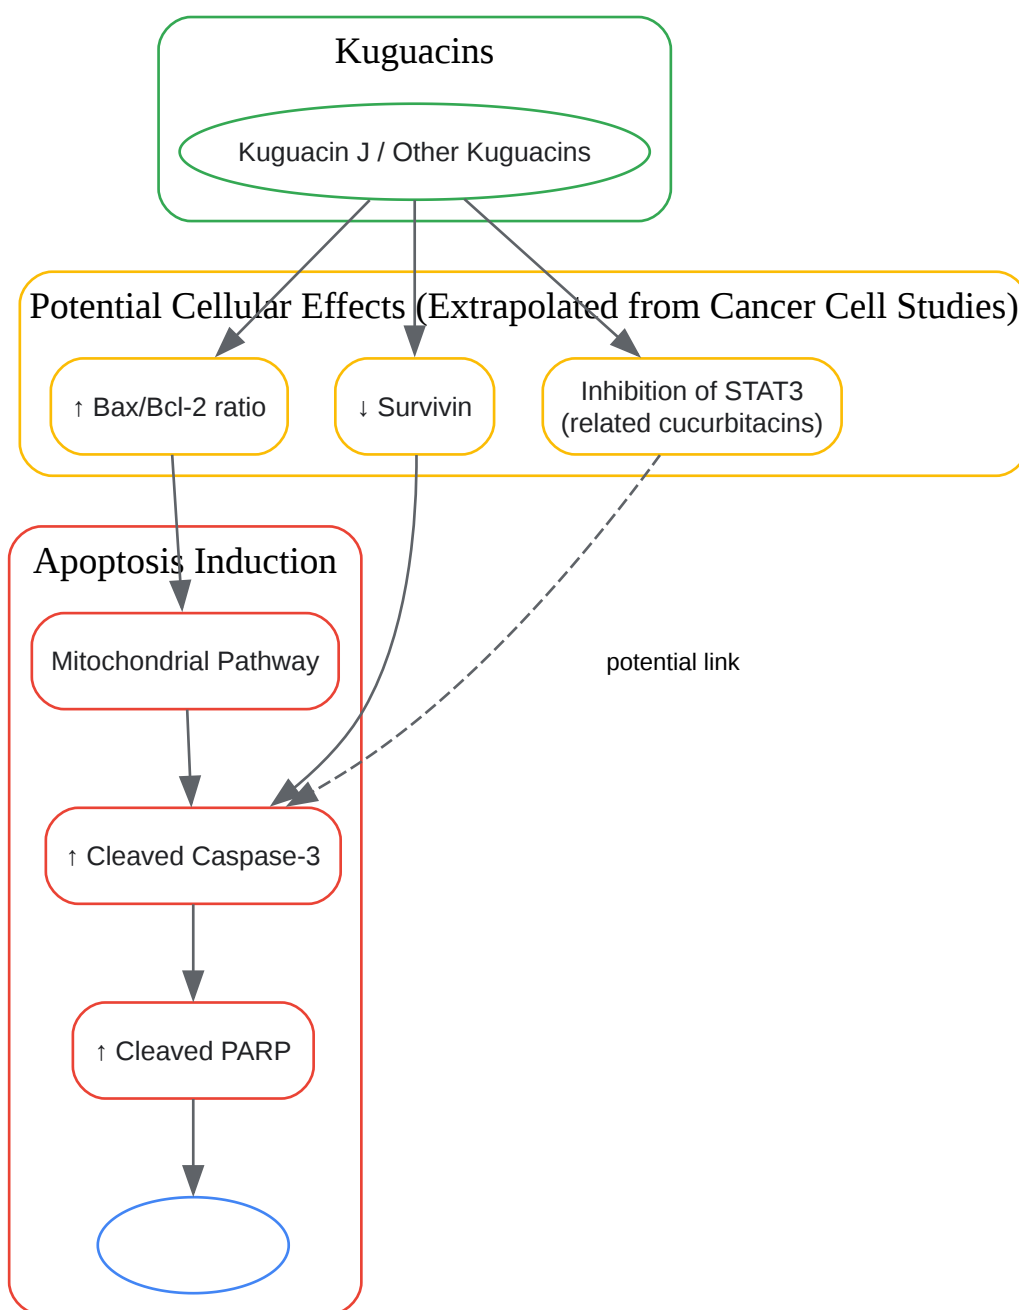 Kuguacins
Kuguacin J / Other Kuguacins
Potential Cellular Effects (Extrapolated from Cancer Cell Studies)
↑ Bax/Bcl-2 ratio
↓ Survivin
Inhibition of STAT3
(related cucurbitacins)
Apoptosis Induction
Mitochondrial Pathway
potential link
↑ Cleaved Caspase-3
↑ Cleaved PARP